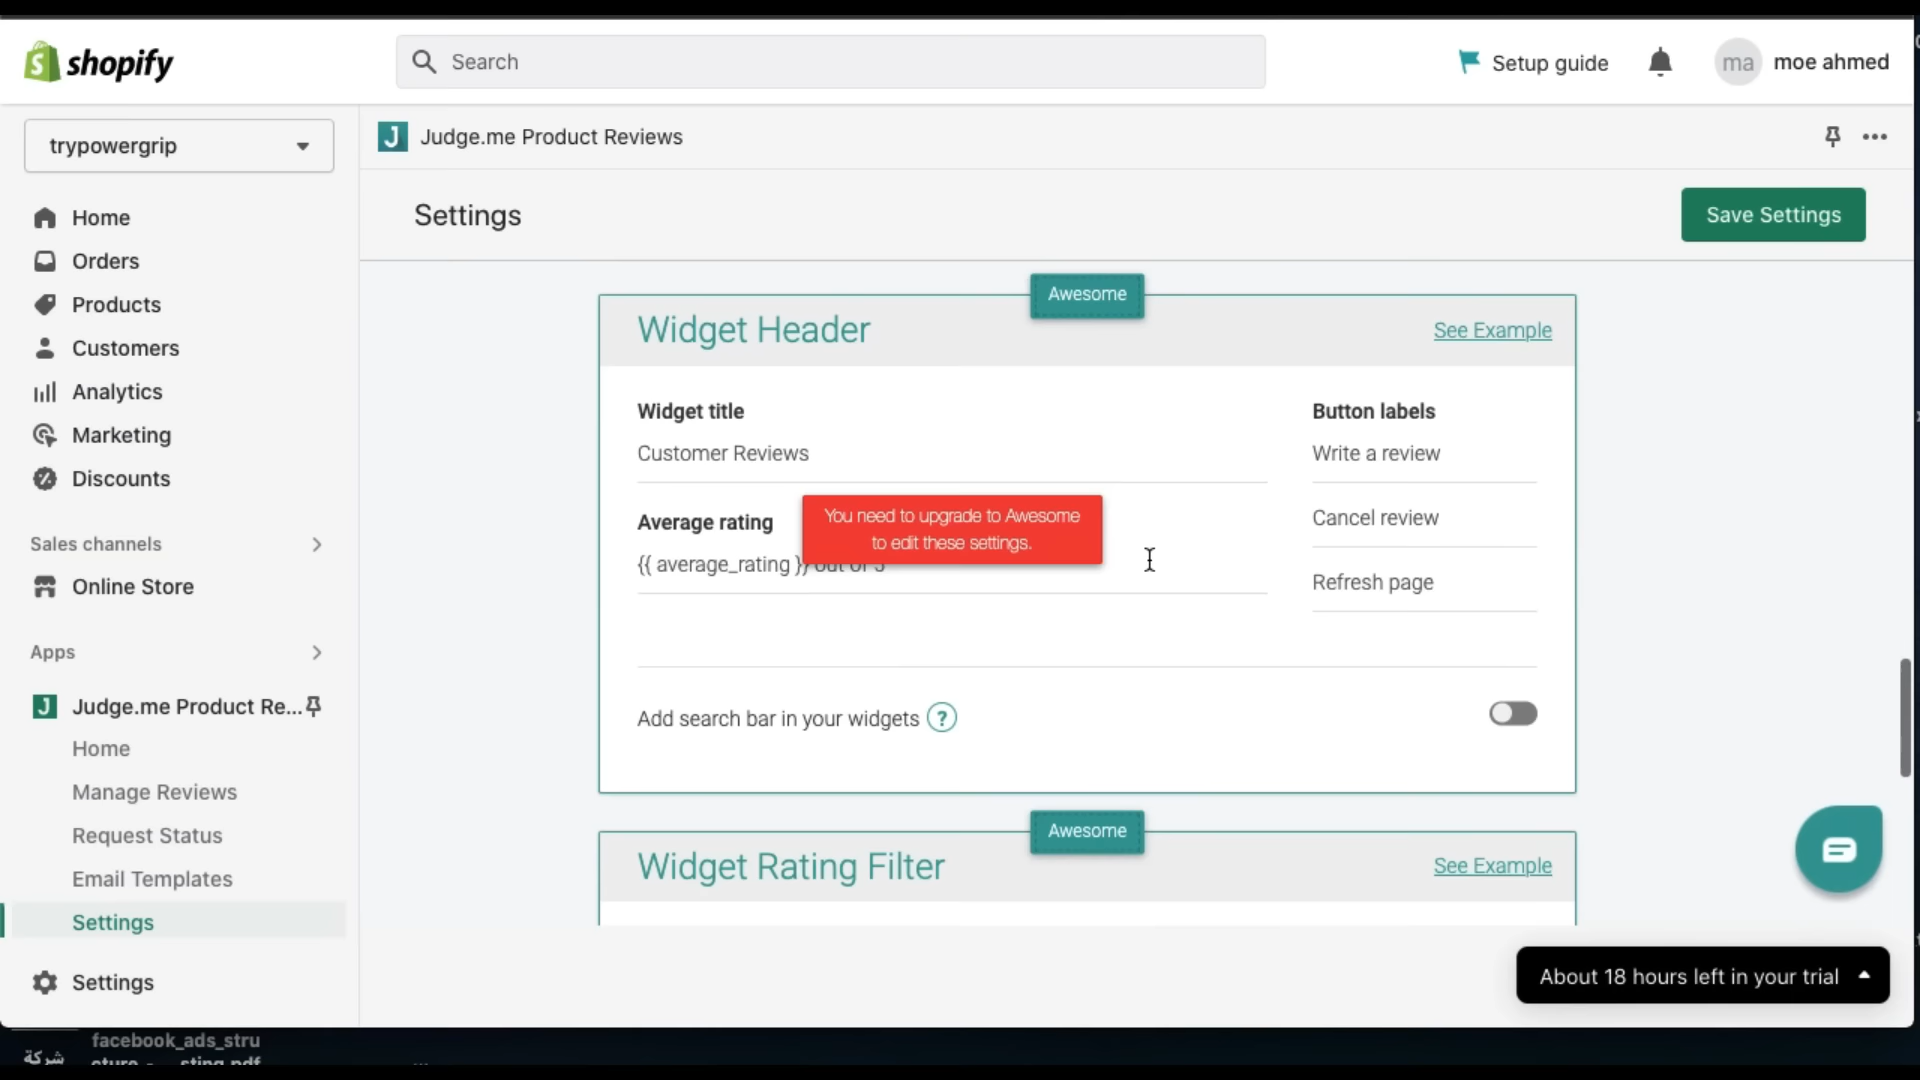 shopify
Search
Setup guide
ma
moe ahmed
trypowergrip
J
Judge.me Product Reviews
Home
Orders
Products
Customers
Analytics
Marketing
Discounts
Sales channels
Online Store
Apps
J
Judge.me Product Re...
Home
Manage Reviews
Request Status
Email Templates
Settings
Settings
Settings
Save Settings
Awesome
Widget Header
See Example
Widget title
Customer Reviews
Average rating
{{ average_rating }} out of 5
You need to upgrade to Awesome
to edit these settings.
Button labels
Write a review
Cancel review
Refresh page
Add search bar in your widgets ?
Awesome
Widget Rating Filter
See Example
About 18 hours left in your trial
facebook_ads_stru
شركة